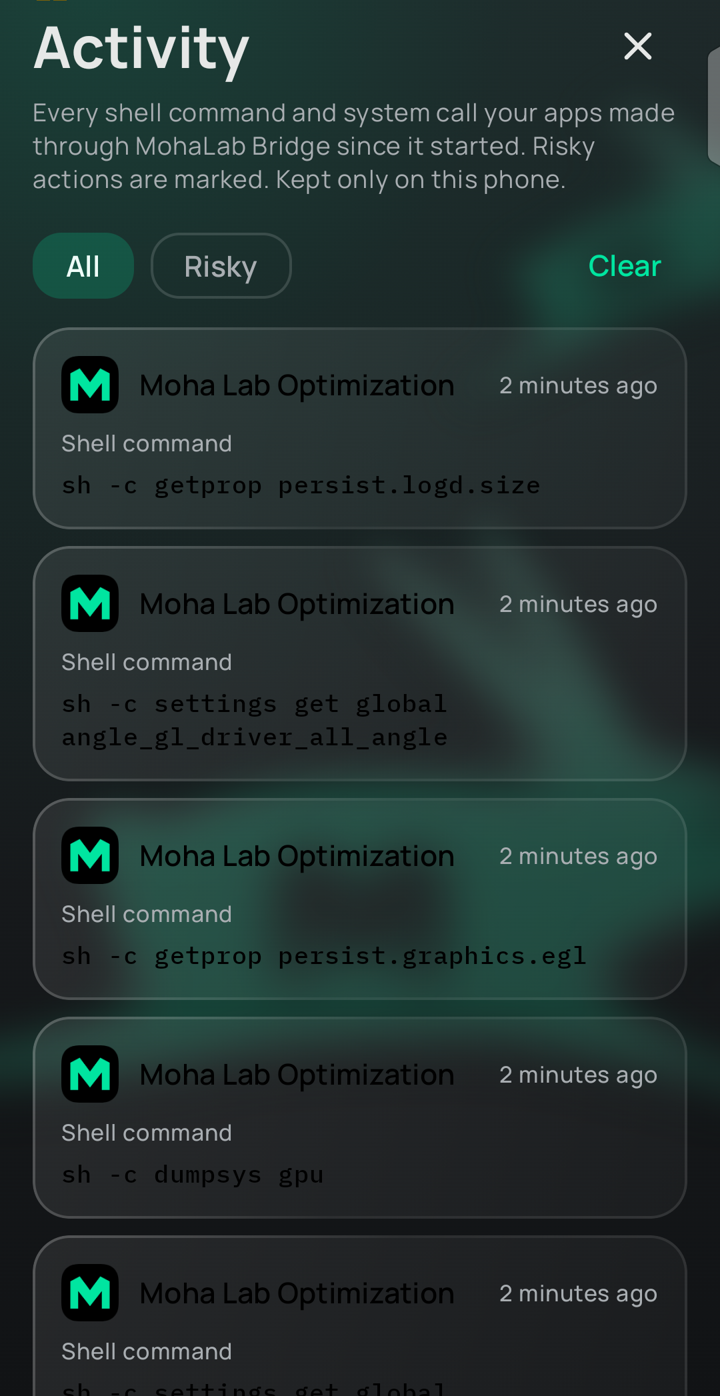 Activity
Every shell command and system call your apps made
through MohaLab Bridge since it started. Risky
actions are marked. Kept only on this phone.
All
Risky
Clear
Moha Lab Optimization
2 minutes ago
Shell command
sh -c getprop persist.logd.size
Moha Lab Optimization
2 minutes ago
Shell command
sh -c settings get global
angle_gl_driver_all_angle
Moha Lab Optimization
2 minutes ago
Shell command
sh -c getprop persist.graphics.egl
Moha Lab Optimization
2 minutes ago
Shell command
sh -c dumpsys gpu
Moha Lab Optimization
2 minutes ago
Shell command
sh -c settings get global